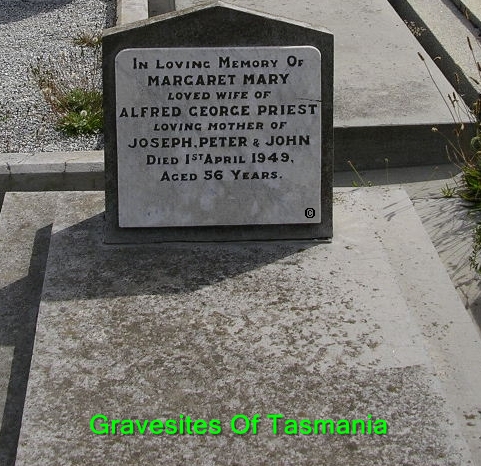 In Loving Memory Of
MARGARET MARY
LOVED WIFE OF
ALFRED GEORGE PRIEST
LOVING MOTHER OF
JOSEPH, PETER & JOHN
Died 1st April 1949,
Aged 56 Years.
Gravesites Of Tasmania